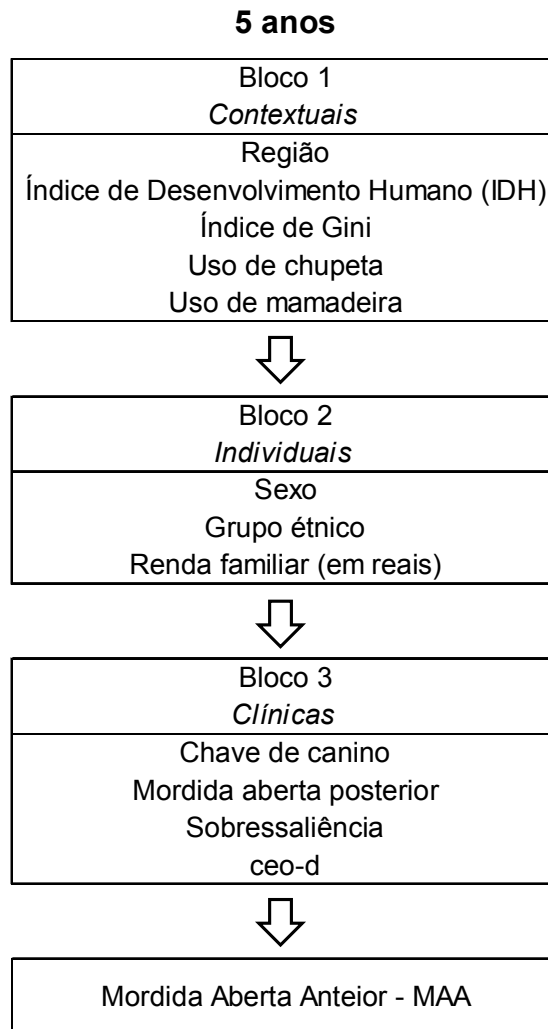 5 anos
Bloco 1
Contextuais
Região
Índice de Desenvolvimento Humano (IDH)
Índice de Gini
Uso de chupeta
Uso de mamadeira
Bloco 2
Individuais
Sexo
Grupo étnico
Renda familiar (em reais)
Bloco 3
Clínicas
Chave de canino
Mordida aberta posterior
Sobressaliência
ceo-d
Mordida Aberta Anteior - MAA